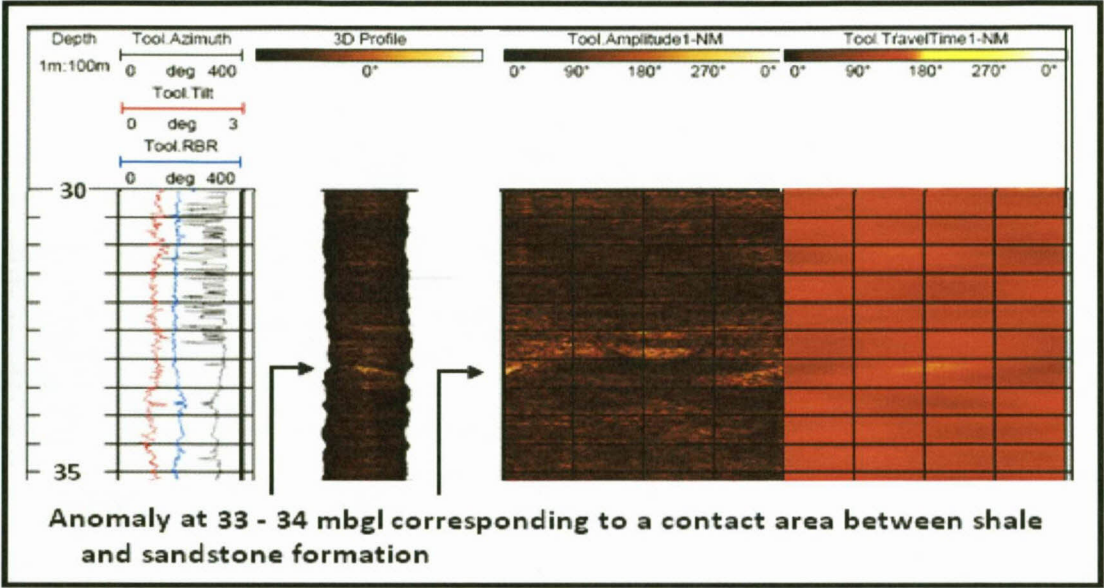 Depth Tool.Azimuth 3D Profile Tool.Amplitude1-NM Tool.TravelTime1-NM
1m:100m 0 deg 400 0° 0° 90° 180° 270° 0° 0° 90° 180° 270° 0°
Tool.Tilt
0 deg 3
Tool.RBR
0 deg 400
30
35
Anomaly at 33 - 34 mbgl corresponding to a contact area between shale
and sandstone formation